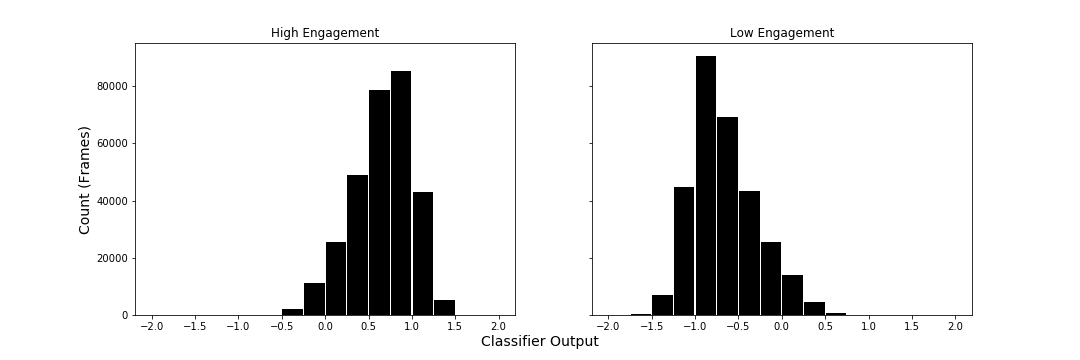 High Engagement
Low Engagement
Count (Frames)
80000
60000
40000
20000
0
−2.0 −1.5 −1.0 −0.5 0.0 0.5 1.0 1.5 2.0
−2.0 −1.5 −1.0 −0.5 0.0 0.5 1.0 1.5 2.0
Classifier Output